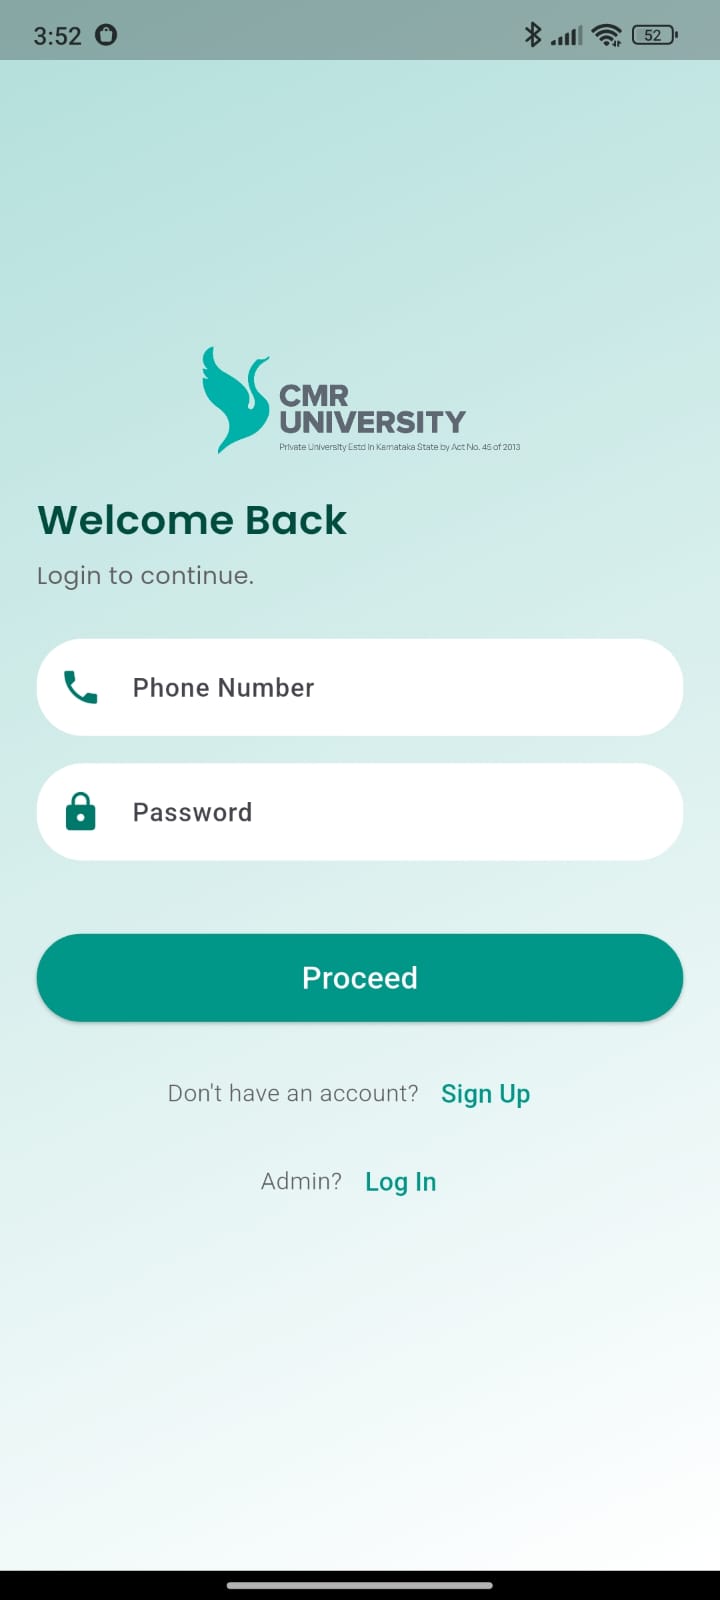 3:52
52
CMR
UNIVERSITY
Private University Estd in Karnataka State by Act No. 45 of 2013
Welcome Back
Login to continue.
Phone Number
Password
Proceed
Don't have an account? Sign Up
Admin? Log In